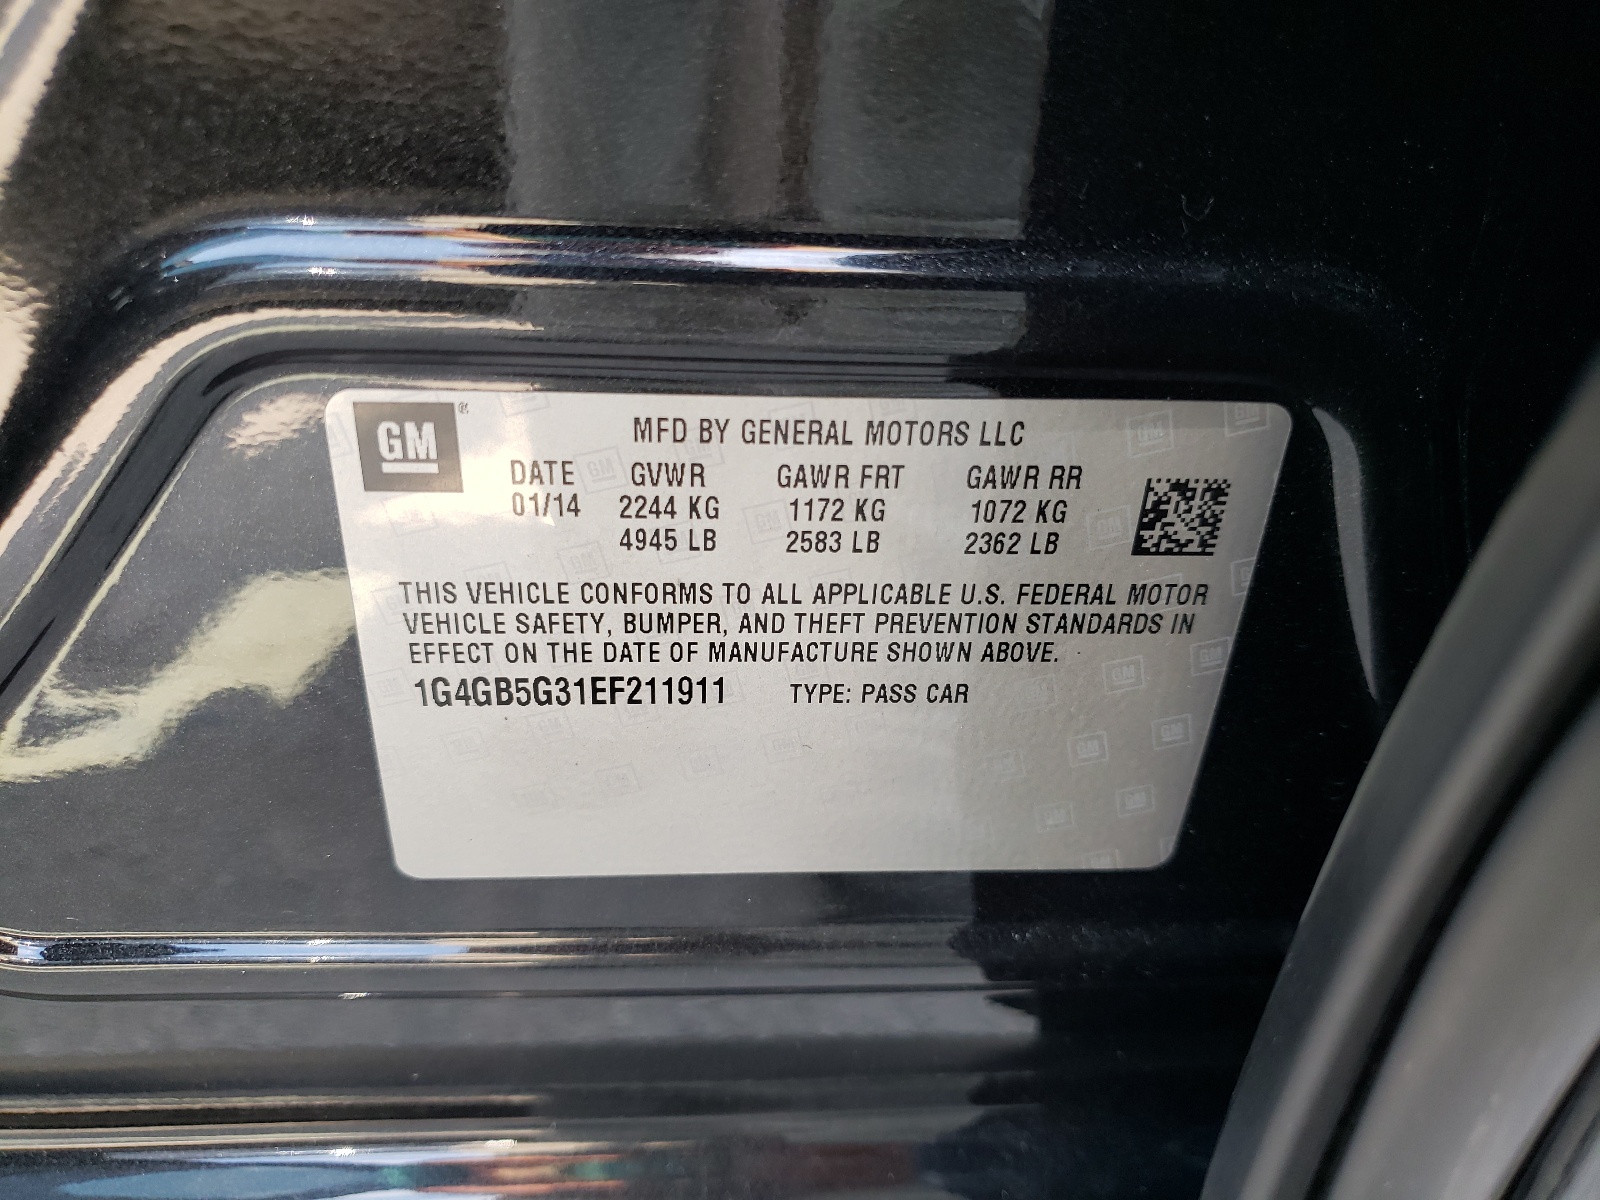 GM®
MFD BY GENERAL MOTORS LLC
DATE GVWR GAWR FRT GAWR RR
01/14 2244 KG 1172 KG 1072 KG
4945 LB 2583 LB 2362 LB
THIS VEHICLE CONFORMS TO ALL APPLICABLE U.S. FEDERAL MOTOR
VEHICLE SAFETY, BUMPER, AND THEFT PREVENTION STANDARDS IN
EFFECT ON THE DATE OF MANUFACTURE SHOWN ABOVE.
1G4GB5G31EF211911 TYPE: PASS CAR